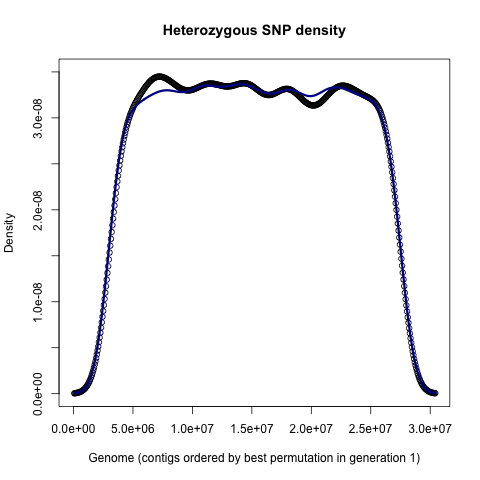 Heterozygous SNP density
Density
3.0e-08
2.0e-08
1.0e-08
0.0e+00
0.0e+00 5.0e+06 1.0e+07 1.5e+07 2.0e+07 2.5e+07 3.0e+07
Genome (contigs ordered by best permutation in generation 1)